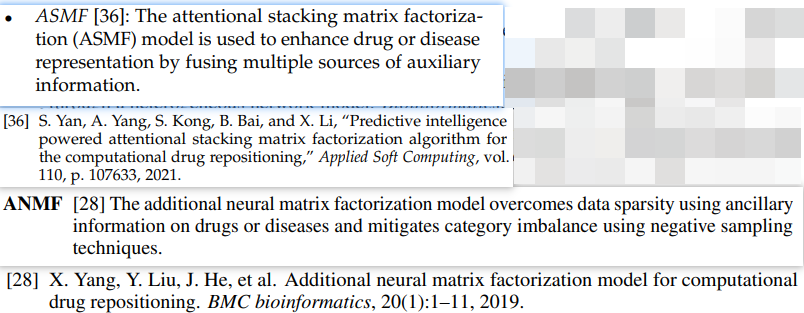 • ASMF [36]: The attentional stacking matrix factoriza-
tion (ASMF) model is used to enhance drug or disease
representation by fusing multiple sources of auxiliary
information.
[36] S. Yan, A. Yang, S. Kong, B. Bai, and X. Li, “Predictive intelligence
powered attentional stacking matrix factorization algorithm for
the computational drug repositioning,” Applied Soft Computing, vol.
110, p. 107633, 2021.
ANMF [28] The additional neural matrix factorization model overcomes data sparsity using ancillary
information on drugs or diseases and mitigates category imbalance using negative sampling
techniques.
[28] X. Yang, Y. Liu, J. He, et al. Additional neural matrix factorization model for computational
drug repositioning. BMC bioinformatics, 20(1):1–11, 2019.